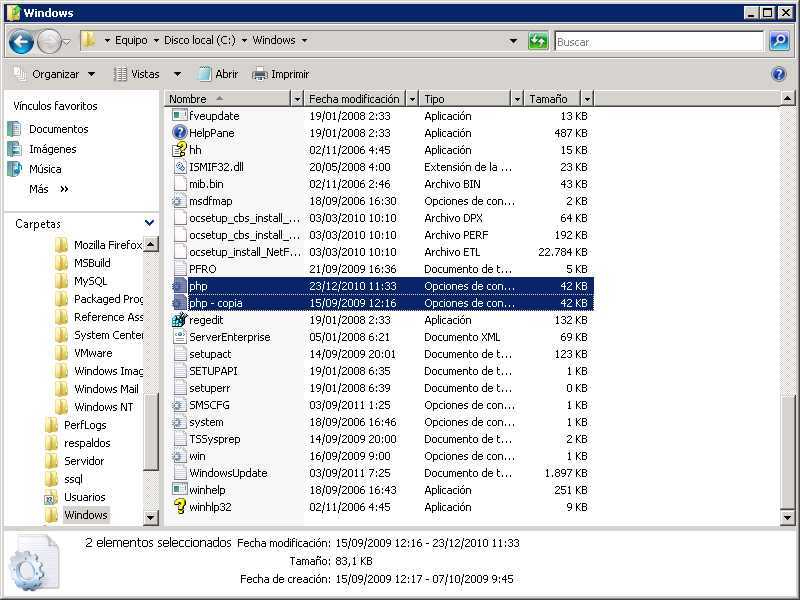 Windows
Equipo Disco local (C:) Windows
Buscar
Organizar Vistas Abrir Imprimir
Vínculos favoritos
Documentos
Imágenes
Música
Más »
Carpetas
Mozilla Firefox
MSBuild
MySQL
Packaged Prog
Reference Ass
System Center
VMware
Windows Imag
Windows Mail
Windows NT
PerfLogs
respaldos
Servidor
ssql
Usuarios
Windows
Nombre Fecha modificación Tipo Tamaño
fveupdate 19/01/2008 2:33 Aplicación 13 KB
HelpPane 19/01/2008 2:33 Aplicación 487 KB
hh 02/11/2006 4:45 Aplicación 15 KB
ISMIF32.dll 20/05/2008 4:00 Extensión de la ... 23 KB
mib.bin 02/11/2006 2:46 Archivo BIN 43 KB
msdfmap 18/09/2006 16:30 Opciones de con... 2 KB
ocsetup_cbs_install_... 03/03/2010 10:10 Archivo DPX 64 KB
ocsetup_cbs_install_... 03/03/2010 10:10 Archivo PERF 192 KB
ocsetup_install_NetF... 03/03/2010 10:10 Archivo ETL 22.784 KB
PFRO 21/09/2009 16:36 Documento de t... 5 KB
php 23/12/2010 11:33 Opciones de con... 42 KB
php - copia 15/09/2009 12:16 Opciones de con... 42 KB
regedit 19/01/2008 2:33 Aplicación 132 KB
ServerEnterprise 05/01/2008 6:21 Documento XML 69 KB
setupact 14/09/2009 20:01 Documento de t... 123 KB
SETUPAPI 19/01/2008 6:35 Documento de t... 1 KB
setuperr 19/01/2008 6:39 Documento de t... 0 KB
SMSCFG 03/09/2011 1:25 Opciones de con... 1 KB
system 18/09/2006 16:46 Opciones de con... 1 KB
TSSysprep 14/09/2009 20:00 Documento de t... 2 KB
win 16/09/2009 9:00 Opciones de con... 1 KB
WindowsUpdate 03/09/2011 7:25 Documento de t... 1.897 KB
winhelp 18/09/2006 16:43 Aplicación 251 KB
winhlp32 02/11/2006 4:45 Aplicación 9 KB
2 elementos seleccionados Fecha modificación: 15/09/2009 12:16 - 23/12/2010 11:33
Tamaño: 83,1 KB
Fecha de creación: 15/09/2009 12:17 - 07/10/2009 9:45